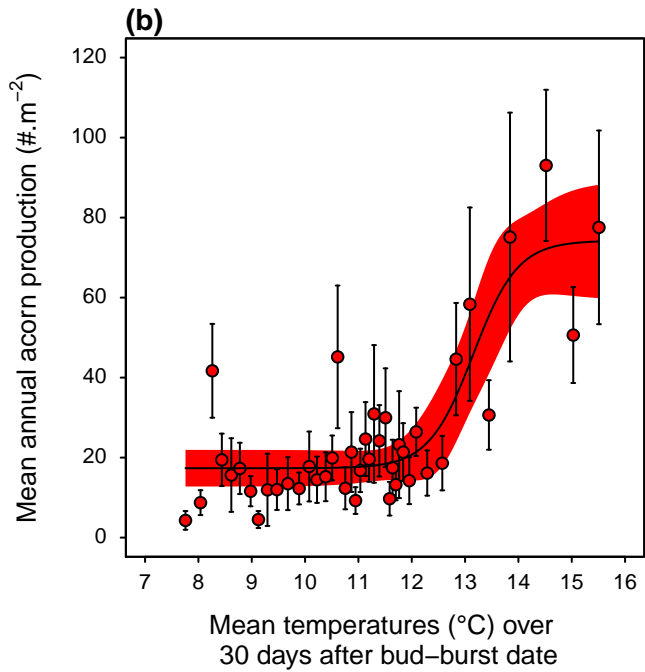 (b)
Mean annual acorn production (#.m−2)
120
100
80
60
40
20
0
7 8 9 10 11 12 13 14 15 16
Mean temperatures (°C) over
30 days after bud−burst date